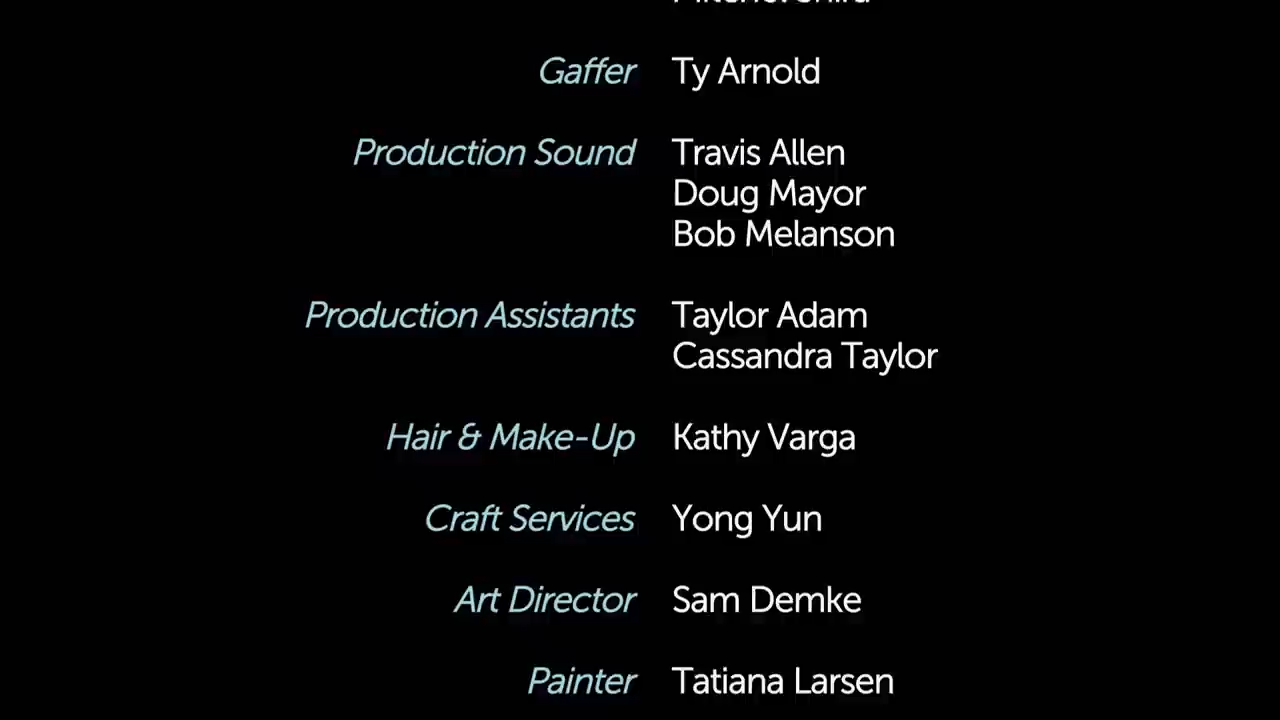 Gaffer Ty Arnold
Production Sound Travis Allen
Doug Mayor
Bob Melanson
Production Assistants Taylor Adam
Cassandra Taylor
Hair & Make-Up Kathy Varga
Craft Services Yong Yun
Art Director Sam Demke
Painter Tatiana Larsen